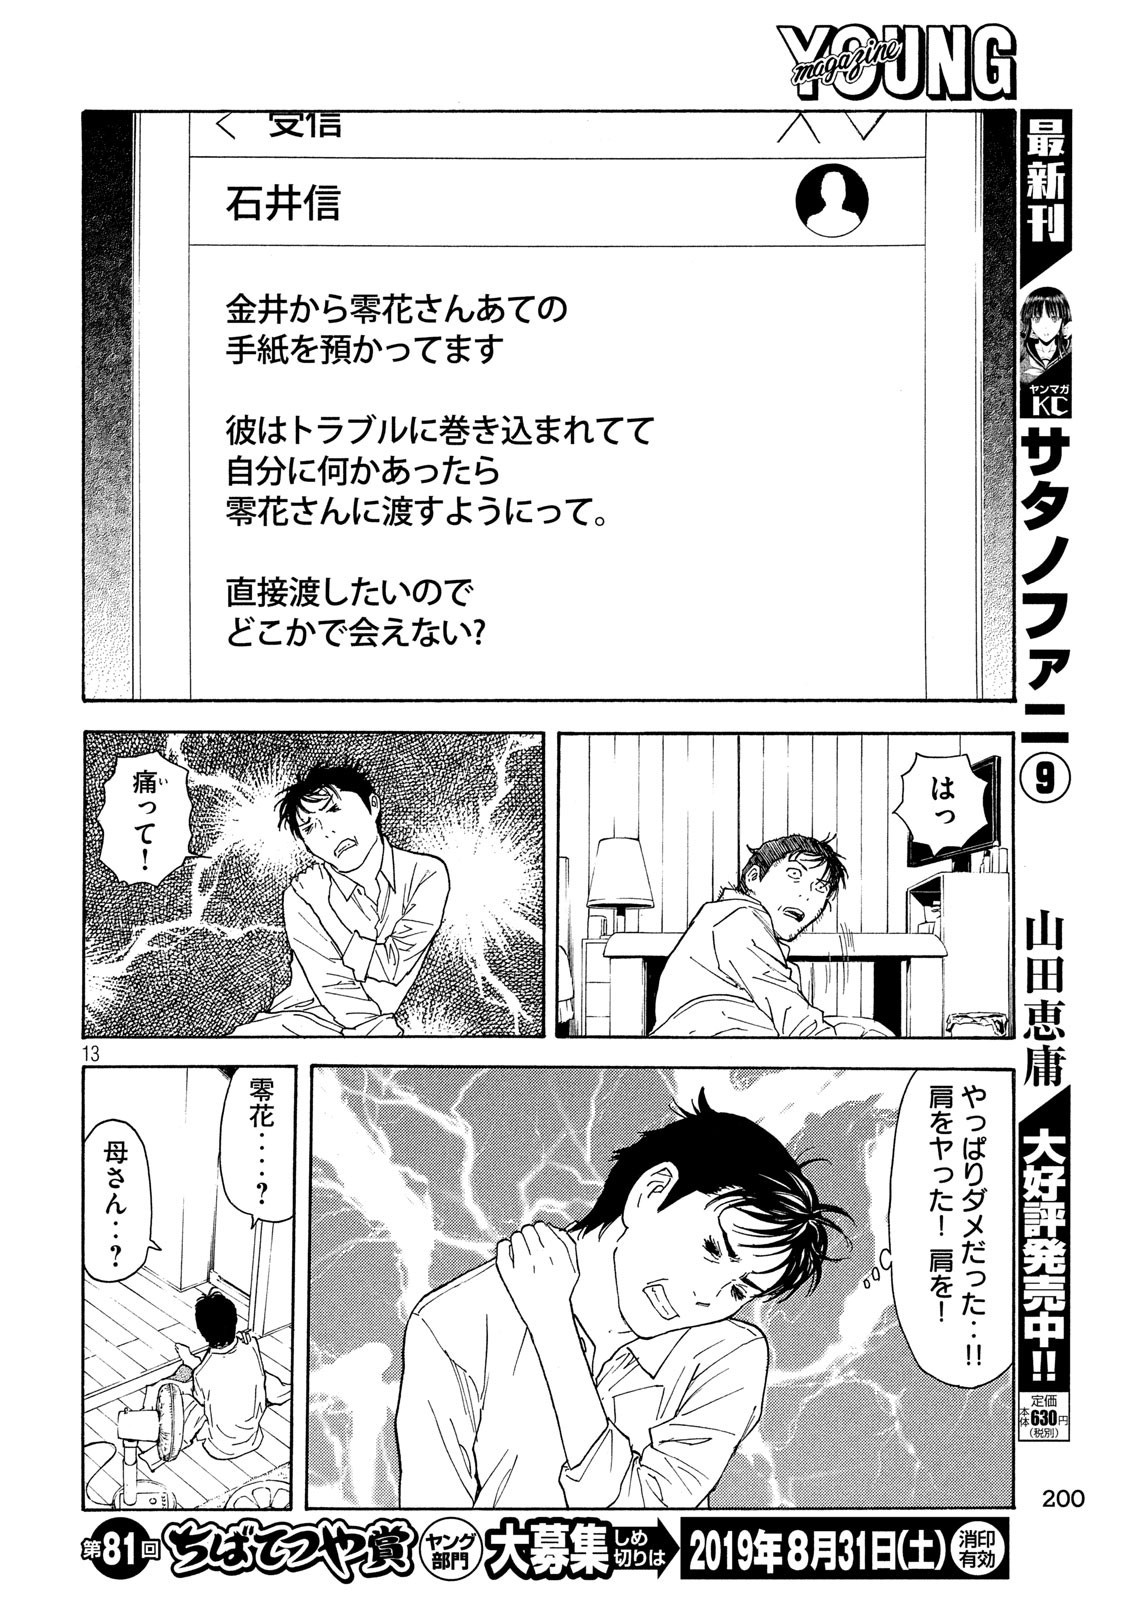 YOUNG
magazine
受信
石井信
金井から零花さんあての
手紙を預かってます
彼はトラブルに巻き込まれてて
自分に何かあったら
零花さんに渡すようにって。
直接渡したいので
どこかで会えない?
はっ
痛って!
い
13
やっぱりダメだった‥!!
肩をヤった!肩を!
零花‥‥?
母さん‥?
最新刊
ヤンマガ
KC
サタノファニ
⑨
山田恵庸
大好評発売中!!
定価
本体630円
(税別)
200
第81回
ちばてつや賞
ヤング
部門
大募集
しめ
切りは
2019年8月31日(土)
消印
有効